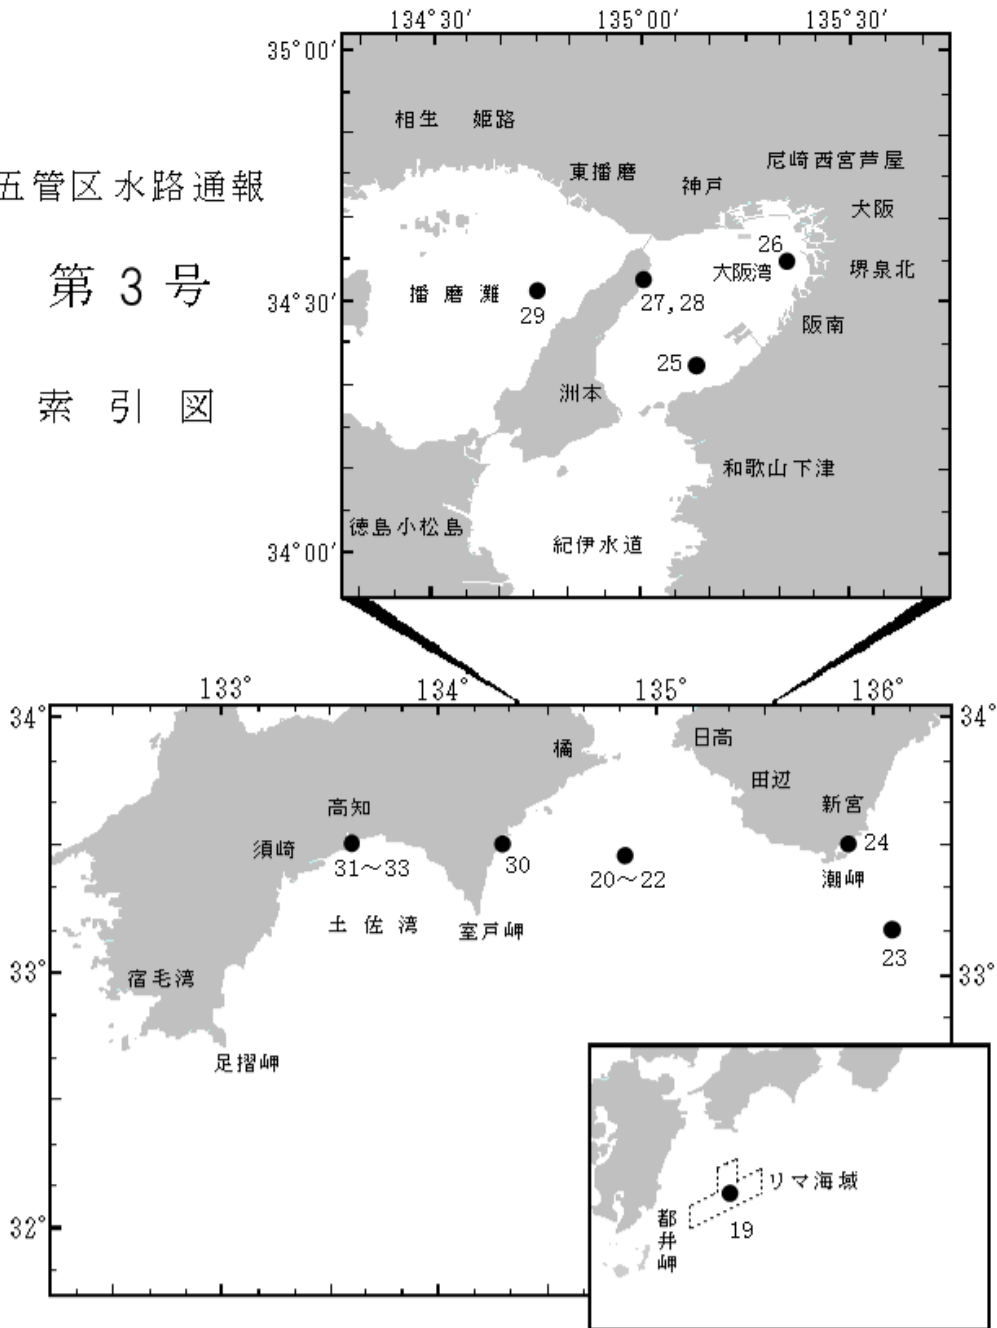 134°30′ 135°00′ 135°30′
35°00′
相生 姫路
尼崎西宮芦屋
東播磨
神戸
五管区水路通報
大阪
26
大阪湾
堺泉北
第 3 号
播磨灘
34°30′
27,28
29
阪南
25
洲本
索引図
和歌山下津
徳島小松島
紀伊水道
34°00′
133° 134° 135° 136°
34° 34°
橘
日高
田辺
高知
新宮
須崎
24
31～33
30
20～22
潮岬
土佐湾
室戸岬
23
33° 33°
宿毛湾
足摺岬
リマ海域
都井岬
19
32°